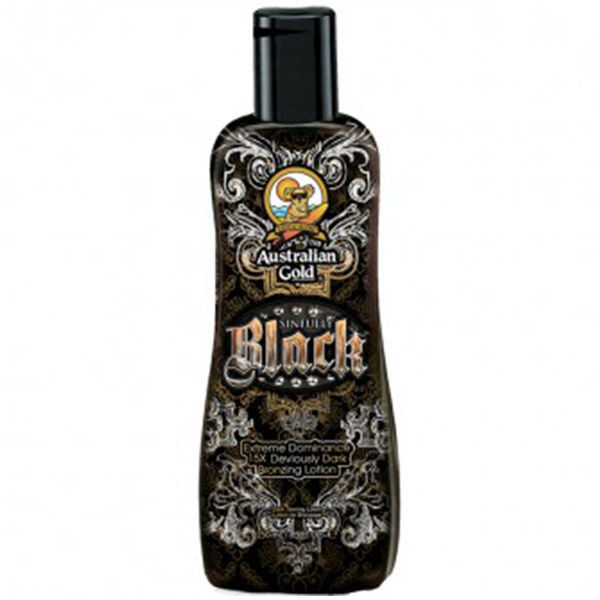 Australian
Gold
SINFULLY
Black
Extreme Dominance
15X Deviously Dark
Bronzing Lotion